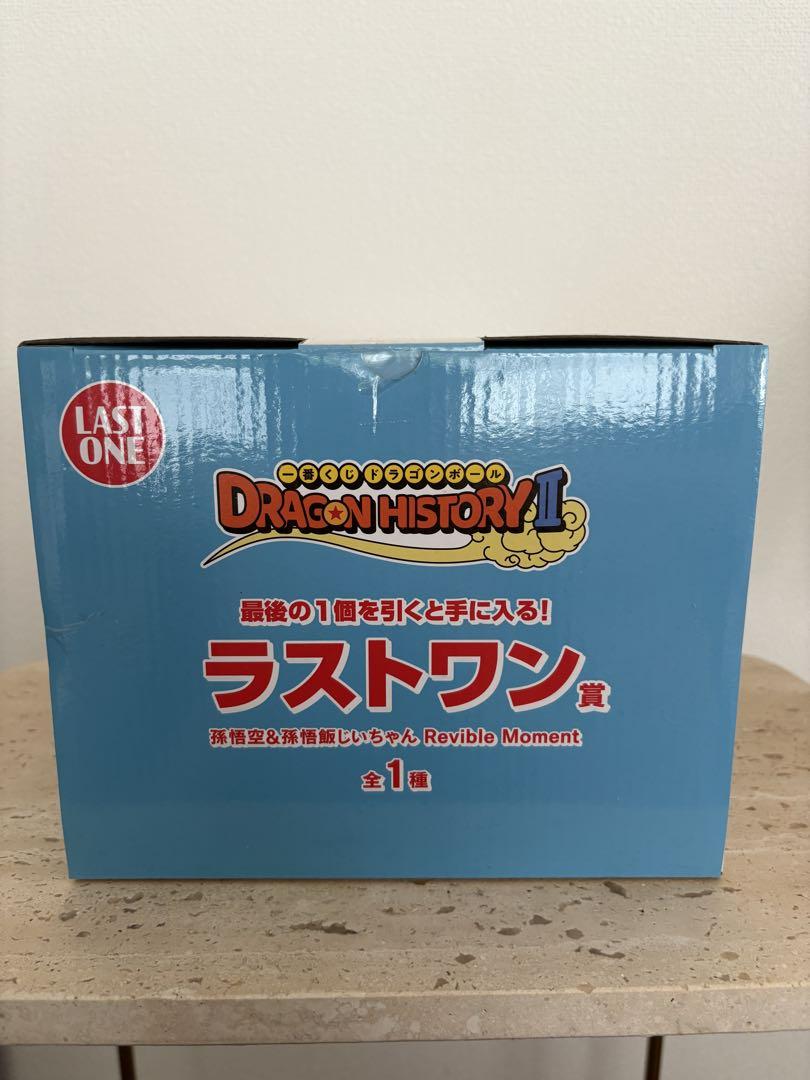 LAST
ONE
一番くじ ドラゴンボール
DRAGON HISTORY II
最後の1個を引くと手に入る!
ラストワン賞
孫悟空&孫悟飯じいちゃん Revible Moment
全1種